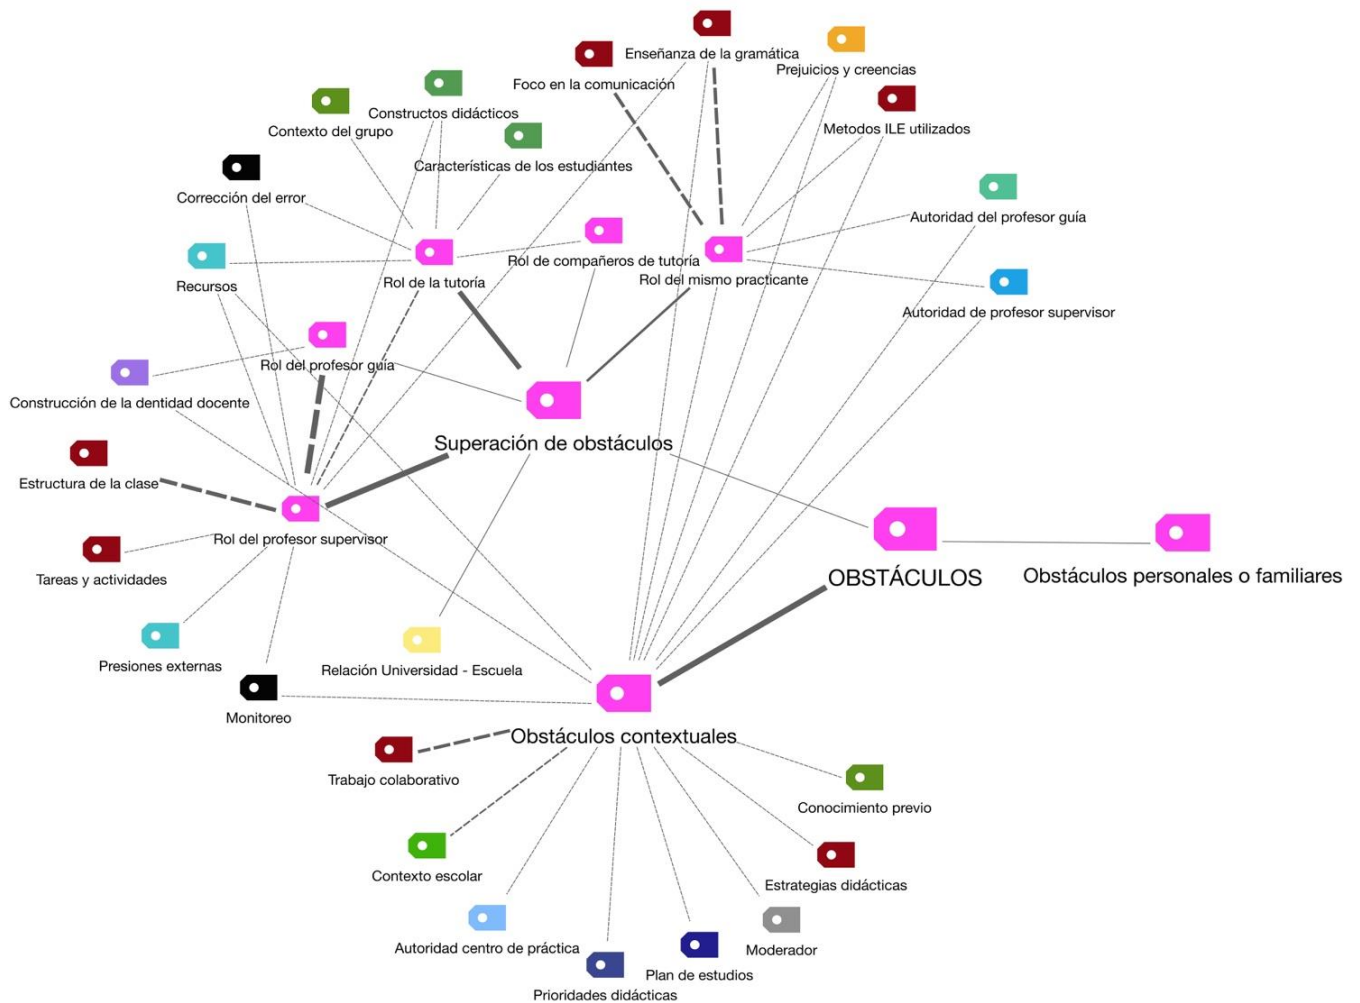 Enseñanza de la gramática
Prejuicios y creencias
Foco en la comunicación
Constructos didácticos
Contexto del grupo
Metodos ILE utilizados
Características de los estudiantes
Corrección del error
Autoridad del profesor guía
Rol de compañeros de tutoría
Rol de la tutoría
Rol del mismo practicante
Recursos
Autoridad de profesor supervisor
Rol del profesor guía
Construcción de la dentidad docente
Superación de obstáculos
Estructura de la clase
Rol del profesor supervisor
OBSTÁCULOS
Obstáculos personales o familiares
Tareas y actividades
Presiones externas
Relación Universidad - Escuela
Monitoreo
Obstáculos contextuales
Trabajo colaborativo
Conocimiento previo
Contexto escolar
Estrategias didácticas
Autoridad centro de práctica
Moderador
Plan de estudios
Prioridades didácticas